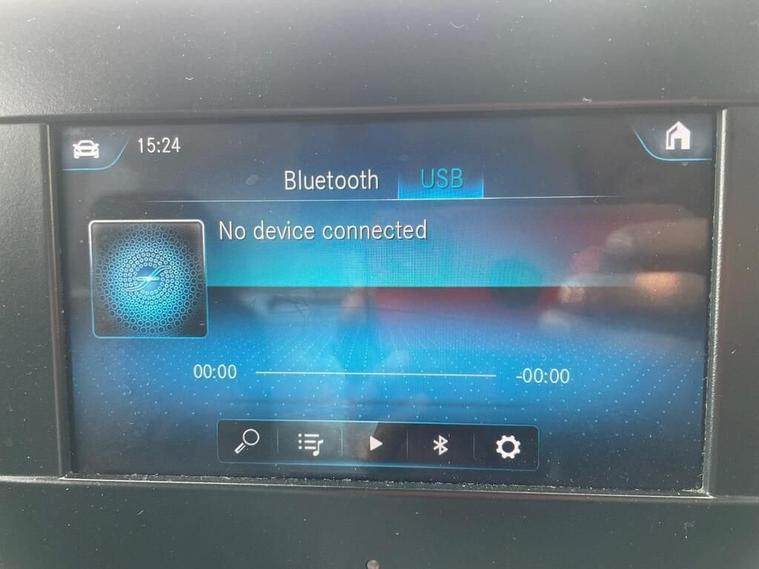 15:24
Bluetooth USB
No device connected
00:00 -00:00